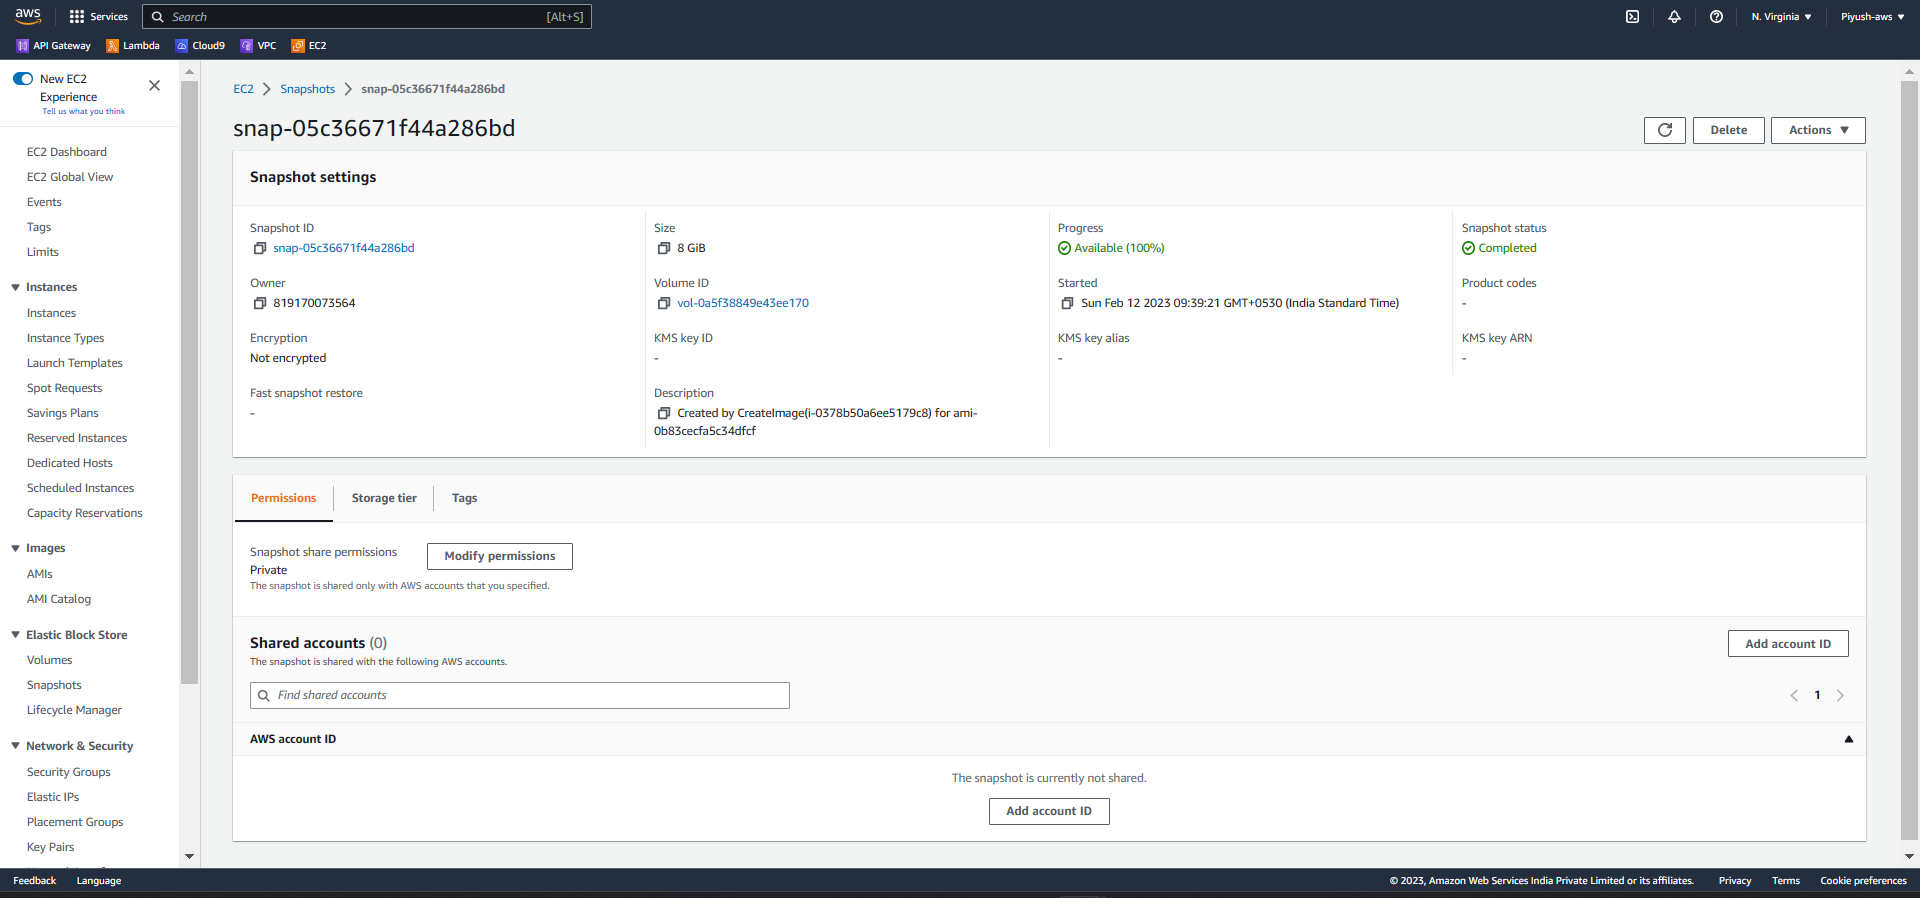 aws
Services
Search
[Alt+S]
N. Virginia ▼
Piyush-aws ▼
API Gateway
Lambda
Cloud9
VPC
EC2
New EC2
Experience
Tell us what you think
EC2 Dashboard
EC2 Global View
Events
Tags
Limits
Instances
Instances
Instance Types
Launch Templates
Spot Requests
Savings Plans
Reserved Instances
Dedicated Hosts
Scheduled Instances
Capacity Reservations
Images
AMIs
AMI Catalog
Elastic Block Store
Volumes
Snapshots
Lifecycle Manager
Network & Security
Security Groups
Elastic IPs
Placement Groups
Key Pairs
EC2 > Snapshots > snap-05c36671f44a286bd
snap-05c36671f44a286bd
Delete
Actions ▼
Snapshot settings
Snapshot ID
snap-05c36671f44a286bd
Size
8 GiB
Progress
Available (100%)
Snapshot status
Completed
Owner
819170073564
Volume ID
vol-0a5f38849e43ee170
Started
Sun Feb 12 2023 09:39:21 GMT+0530 (India Standard Time)
Product codes
-
Encryption
Not encrypted
KMS key ID
-
KMS key alias
-
KMS key ARN
-
Fast snapshot restore
-
Description
Created by CreateImage(i-0378b50a6ee5179c8) for ami-
0b83cecfa5c34dfcf
Permissions
Storage tier
Tags
Snapshot share permissions
Private
The snapshot is shared only with AWS accounts that you specified.
Modify permissions
Shared accounts (0)
The snapshot is shared with the following AWS accounts.
Add account ID
Find shared accounts
1
AWS account ID
The snapshot is currently not shared.
Add account ID
Feedback
Language
© 2023, Amazon Web Services India Private Limited or its affiliates.
Privacy
Terms
Cookie preferences